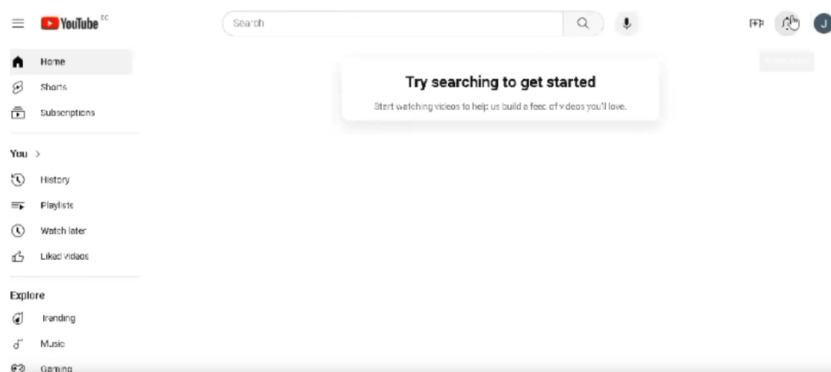 YouTube EC
Search
J
Home
Shorts
Subscriptions
Try searching to get started
Start watching videos to help us build a feed of videos you'll love.
You >
History
Playlists
Watch later
Liked videos
Explore
Trending
Music
Gaming